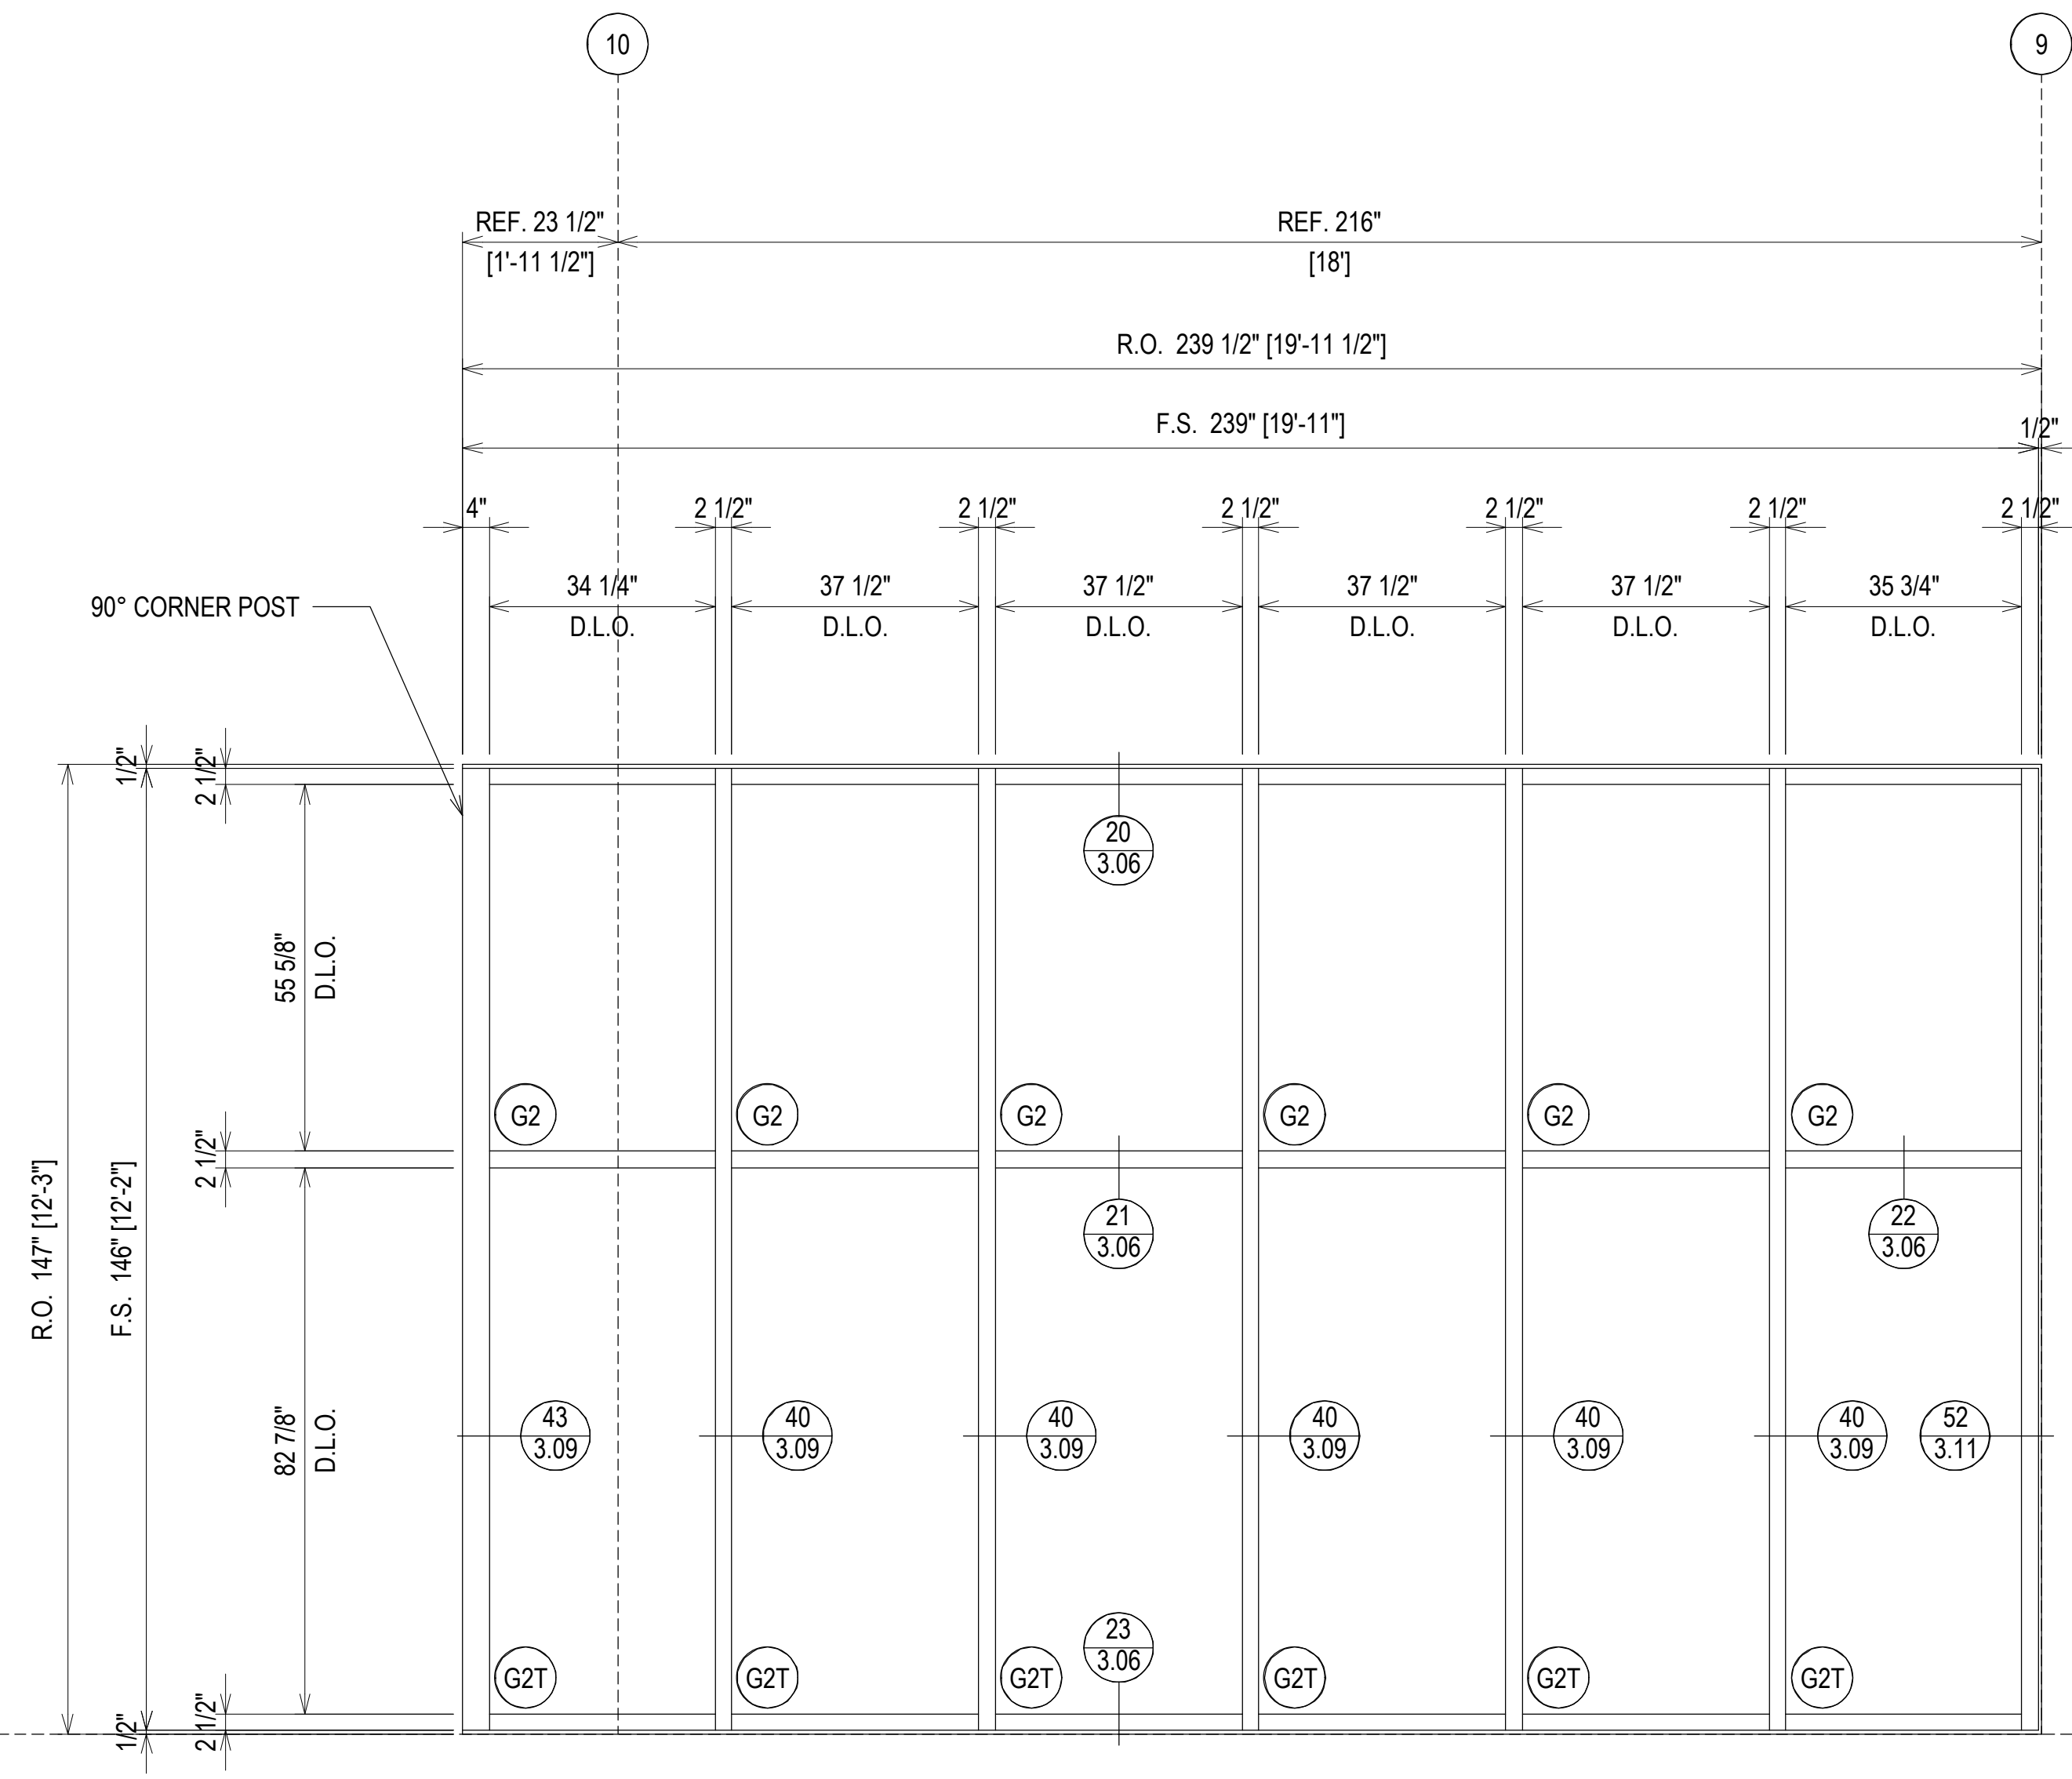 10
9
REF. 23 1/2"
[1'-11 1/2"]
REF. 216"
[18']
R.O. 239 1/2" [19'-11 1/2"]
F.S. 239" [19'-11"]
1/2"
4"
2 1/2"
2 1/2"
2 1/2"
2 1/2"
2 1/2"
2 1/2"
34 1/4"
D.L.O.
37 1/2"
D.L.O.
37 1/2"
D.L.O.
37 1/2"
D.L.O.
37 1/2"
D.L.O.
35 3/4"
D.L.O.
90° CORNER POST
1/2"
2 1/2"
55 5/8"
D.L.O.
2 1/2"
R.O. 147" [12'-3"]
F.S. 146" [12'-2"]
82 7/8"
D.L.O.
1/2"
2 1/2"
20
3.06
G2
G2
G2
G2
G2
G2
21
3.06
22
3.06
43
3.09
40
3.09
40
3.09
40
3.09
40
3.09
40
3.09
52
3.11
23
3.06
G2T
G2T
G2T
G2T
G2T
G2T